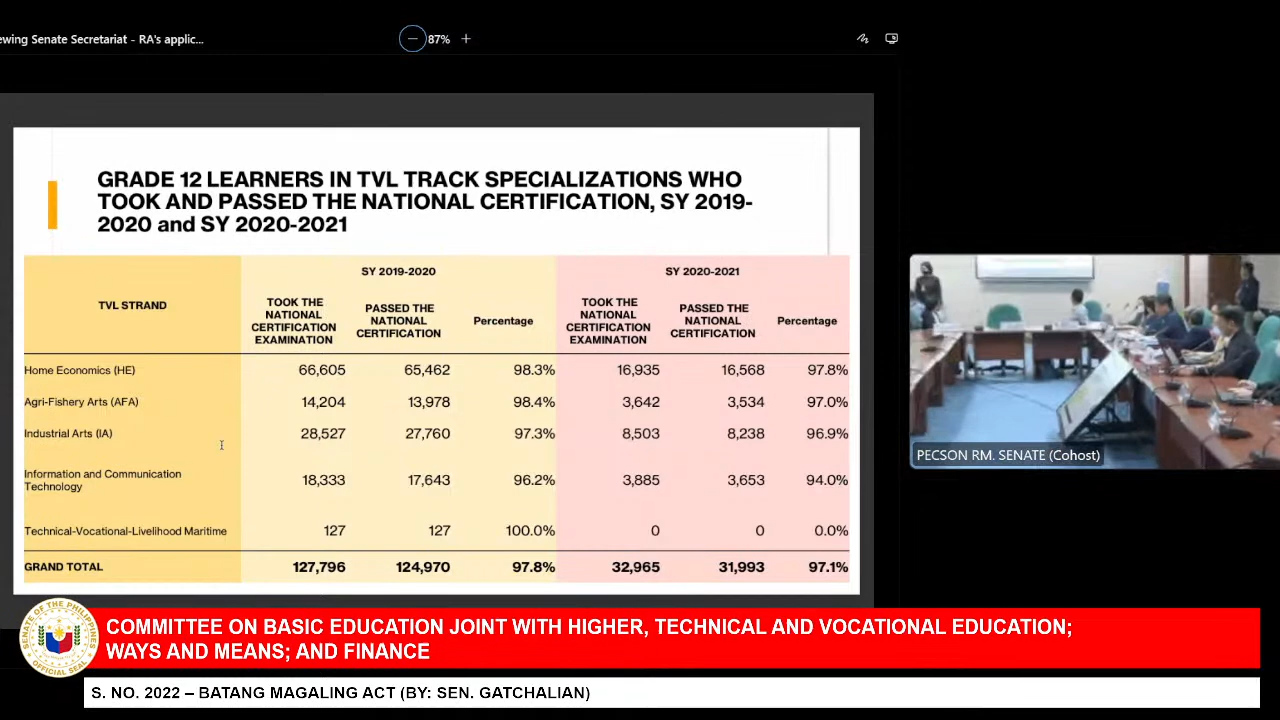 ewing Senate Secretariat - RA's applic...
87%
GRADE 12 LEARNERS IN TVL TRACK SPECIALIZATIONS WHO
TOOK AND PASSED THE NATIONAL CERTIFICATION, SY 2019-
2020 and SY 2020-2021
TVL STRAND
SY 2019-2020
SY 2020-2021
TOOK THE
NATIONAL
CERTIFICATION
EXAMINATION
PASSED THE
NATIONAL
CERTIFICATION
Percentage
TOOK THE
NATIONAL
CERTIFICATION
EXAMINATION
PASSED THE
NATIONAL
CERTIFICATION
Percentage
Home Economics (HE) 66,605 65,462 98.3% 16,935 16,568 97.8%
Agri-Fishery Arts (AFA) 14,204 13,978 98.4% 3,642 3,534 97.0%
Industrial Arts (IA) 28,527 27,760 97.3% 8,503 8,238 96.9%
Information and Communication
Technology 18,333 17,643 96.2% 3,885 3,653 94.0%
Technical-Vocational-Livelihood Maritime 127 127 100.0% 0 0 0.0%
GRAND TOTAL 127,796 124,970 97.8% 32,965 31,993 97.1%
PECSON RM. SENATE (Cohost)
SENATE OF THE PHILIPPINES
OFFICIAL SEAL
COMMITTEE ON BASIC EDUCATION JOINT WITH HIGHER, TECHNICAL AND VOCATIONAL EDUCATION;
WAYS AND MEANS; AND FINANCE
S. NO. 2022 – BATANG MAGALING ACT (BY: SEN. GATCHALIAN)